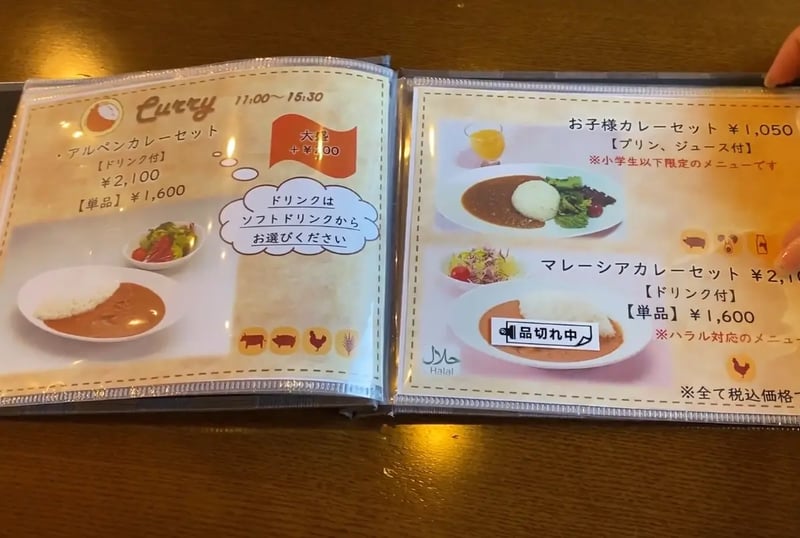 Curry 11:00～15:30
・アルペンカレーセット
【ドリンク付】
¥2,100
【単品】¥1,600
大盛
ドリンクは
ソフトドリンクから
お選びください
お子様カレーセット ¥1,050
【プリン、ジュース付】
※小学生以下限定のメニューです
マレーシアカレーセット
【ドリンク付】
【単品】¥1,600
※ハラル対応のメニュー
品切れ中
حلال
Halal
※全て税込価格